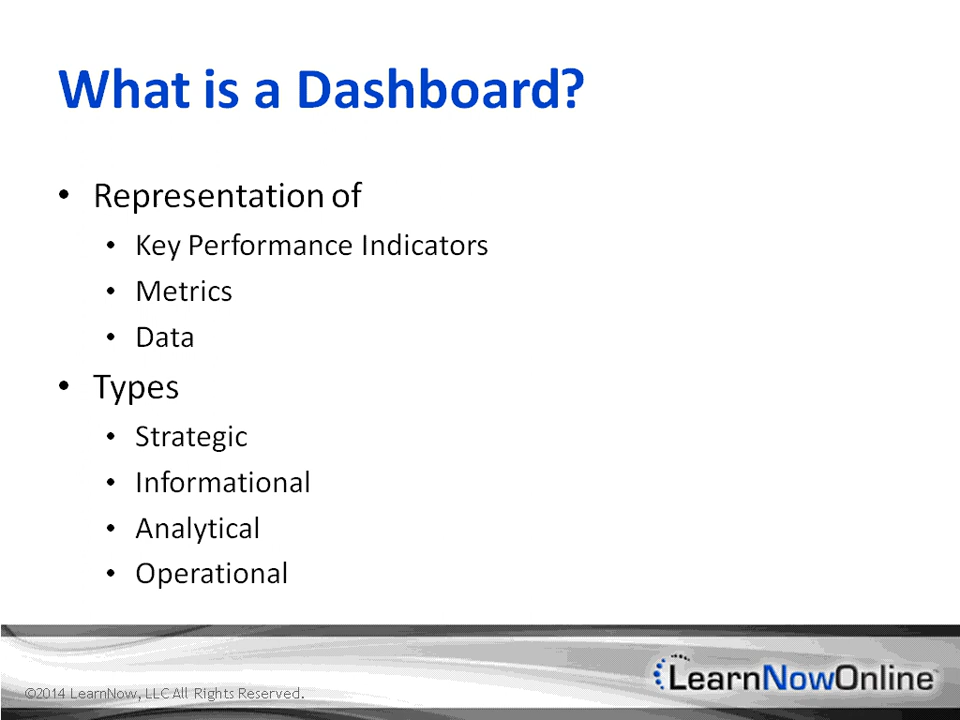 What is a Dashboard?
• Representation of
• Key Performance Indicators
• Metrics
• Data
• Types
• Strategic
• Informational
• Analytical
• Operational
©2014 LearnNow, LLC All Rights Reserved.
LearnNowOnline